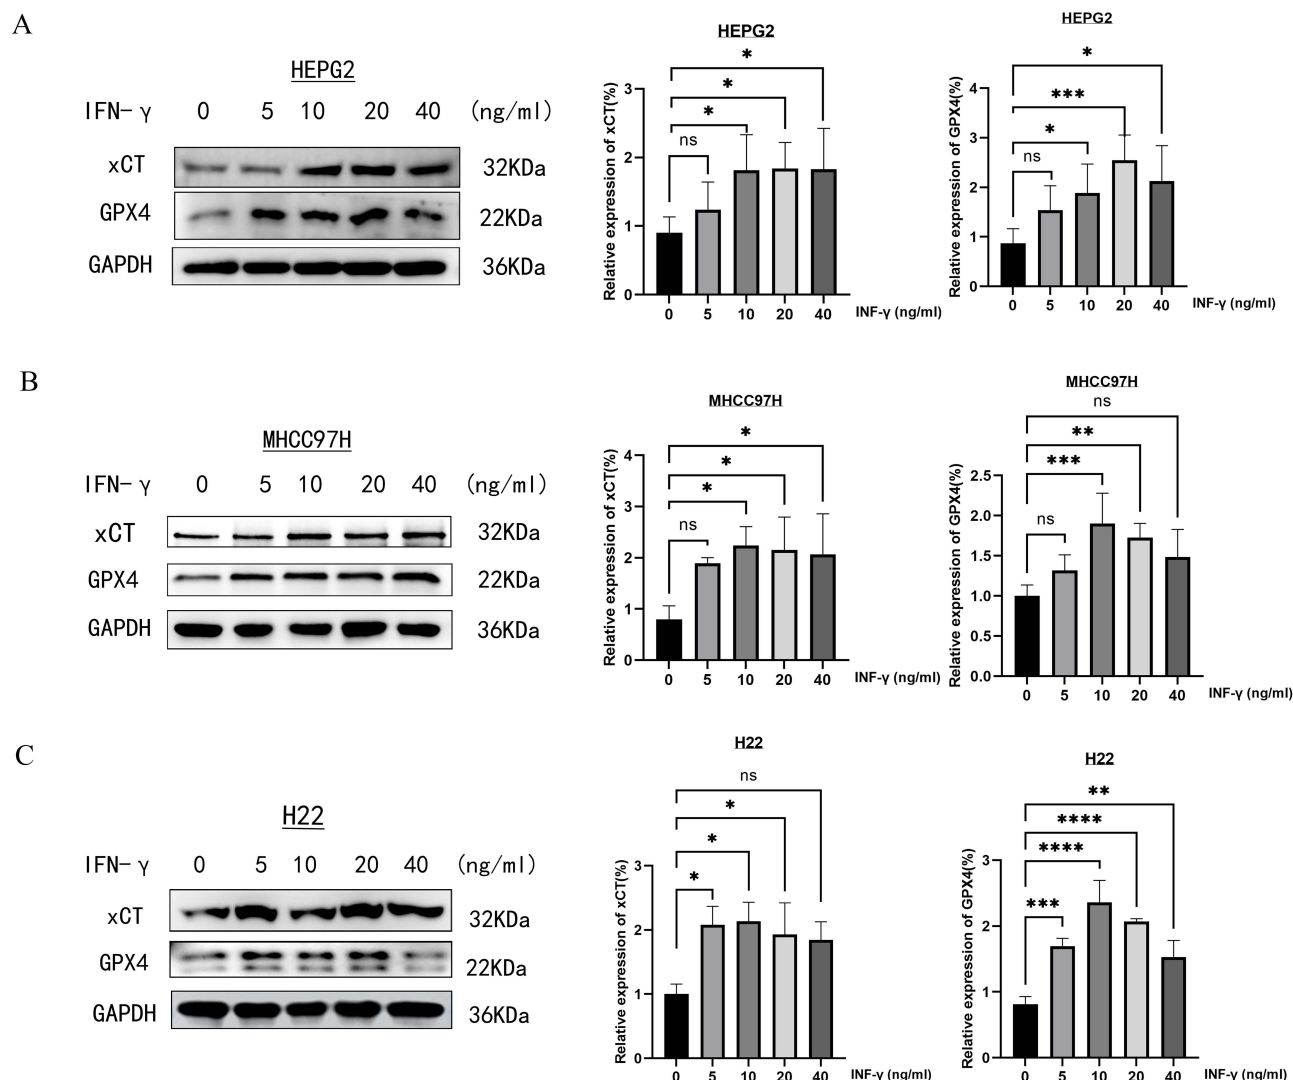 A
HEPG2
IFN-γ 0 5 10 20 40 (ng/ml)
xCT 32KDa
GPX4 22KDa
GAPDH 36KDa
HEPG2
*
*
*
ns
Relative expression of xCT(%)
3
2
1
0
0 5 10 20 40 INF-γ (ng/ml)
HEPG2
*
***
*
ns
Relative expression of GPX4(%)
4
3
2
1
0
0 5 10 20 40 INF-γ (ng/ml)
B
MHCC97H
IFN-γ 0 5 10 20 40 (ng/ml)
xCT 32KDa
GPX4 22KDa
GAPDH 36KDa
MHCC97H
*
*
*
ns
Relative expression of xCT(%)
4
3
2
1
0
0 5 10 20 40 INF-γ (ng/ml)
MHCC97H
ns
**
***
ns
Relative expression of GPX4(%)
2.5
2.0
1.5
1.0
0.5
0.0
0 5 10 20 40 INF-γ (ng/ml)
C
H22
IFN-γ 0 5 10 20 40 (ng/ml)
xCT 32KDa
GPX4 22KDa
GAPDH 36KDa
H22
ns
*
*
*
Relative expression of xCT(%)
3
2
1
0
0 5 10 20 40 INF-γ (ng/ml)
H22
**
****
****
***
Relative expression of GPX4(%)
3
2
1
0
0 5 10 20 40 INF-γ (ng/ml)